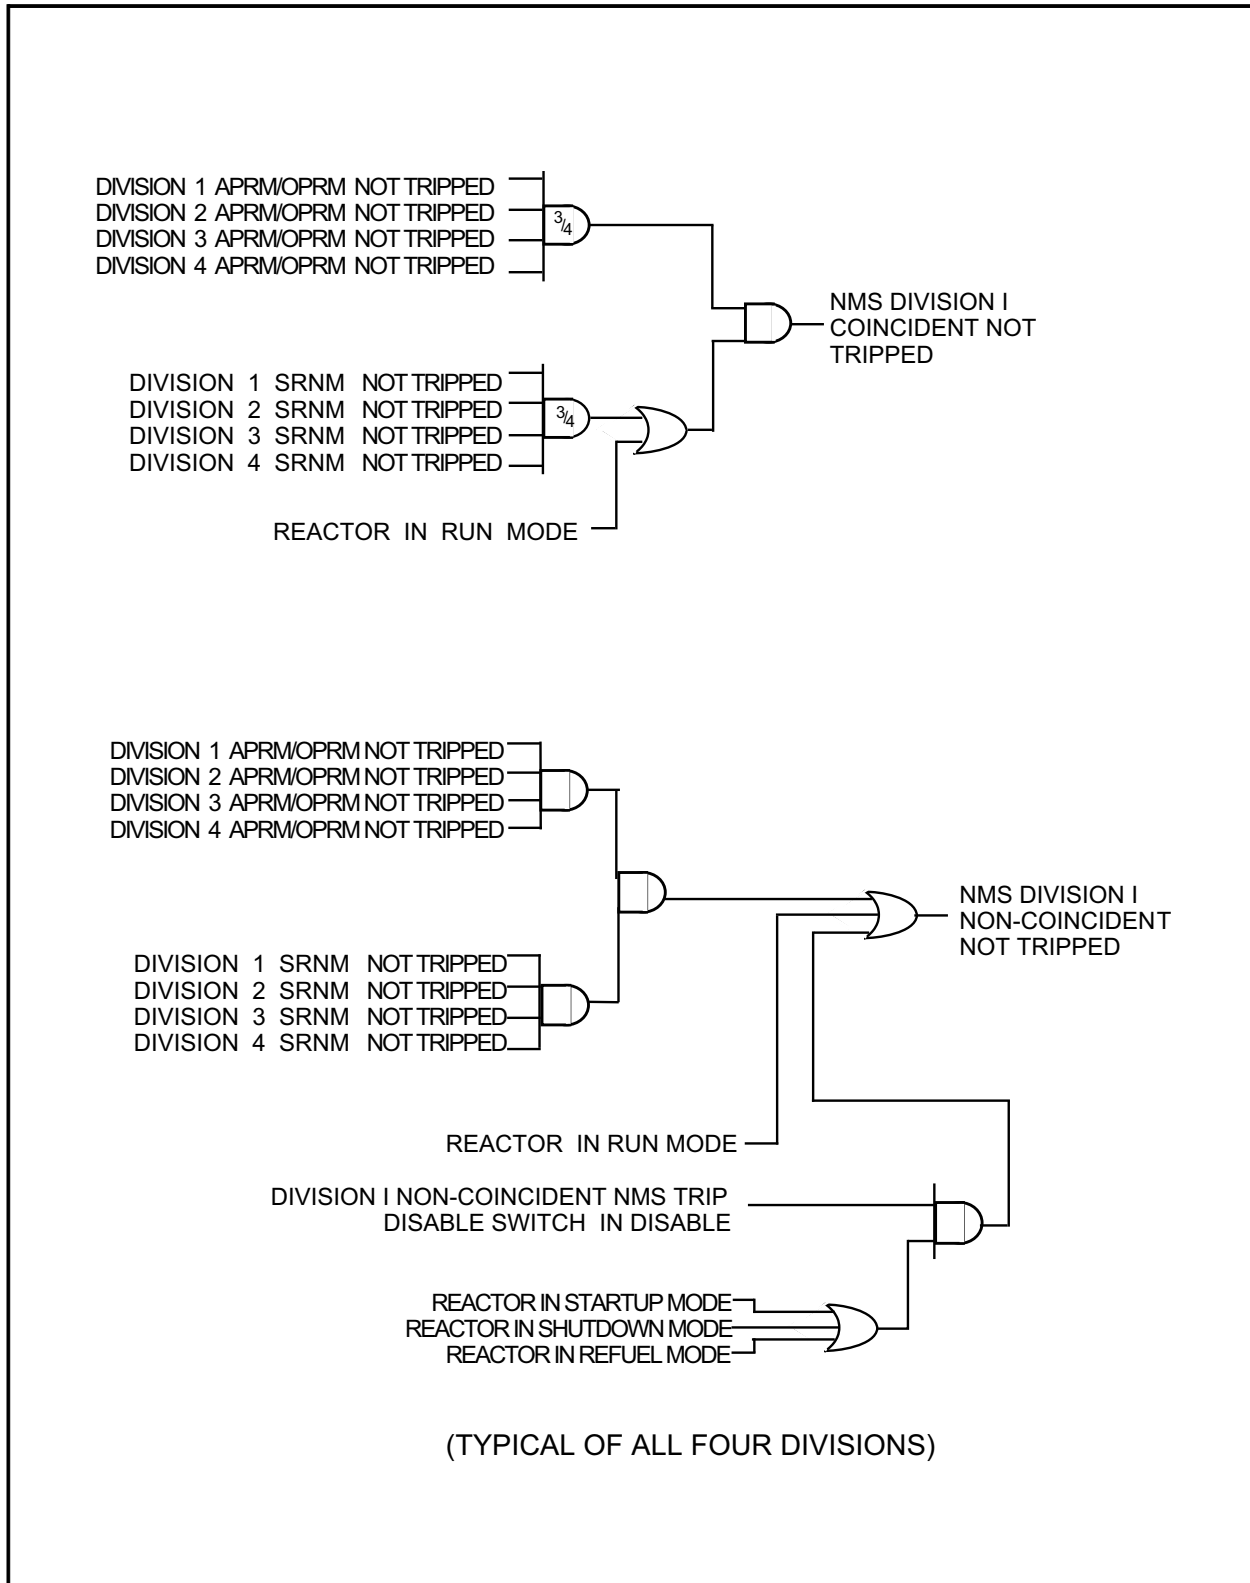 DIVISION 1 APRM/OPRM NOT TRIPPED
DIVISION 2 APRM/OPRM NOT TRIPPED
DIVISION 3 APRM/OPRM NOT TRIPPED
DIVISION 4 APRM/OPRM NOT TRIPPED
3/4
NMS DIVISION I
COINCIDENT NOT
TRIPPED
DIVISION 1 SRNM NOT TRIPPED
DIVISION 2 SRNM NOT TRIPPED
DIVISION 3 SRNM NOT TRIPPED
DIVISION 4 SRNM NOT TRIPPED
3/4
REACTOR IN RUN MODE
DIVISION 1 APRM/OPRM NOT TRIPPED
DIVISION 2 APRM/OPRM NOT TRIPPED
DIVISION 3 APRM/OPRM NOT TRIPPED
DIVISION 4 APRM/OPRM NOT TRIPPED
NMS DIVISION I
NON-COINCIDENT
NOT TRIPPED
DIVISION 1 SRNM NOT TRIPPED
DIVISION 2 SRNM NOT TRIPPED
DIVISION 3 SRNM NOT TRIPPED
DIVISION 4 SRNM NOT TRIPPED
REACTOR IN RUN MODE
DIVISION I NON-COINCIDENT NMS TRIP
DISABLE SWITCH IN DISABLE
REACTOR IN STARTUP MODE
REACTOR IN SHUTDOWN MODE
REACTOR IN REFUEL MODE
(TYPICAL OF ALL FOUR DIVISIONS)